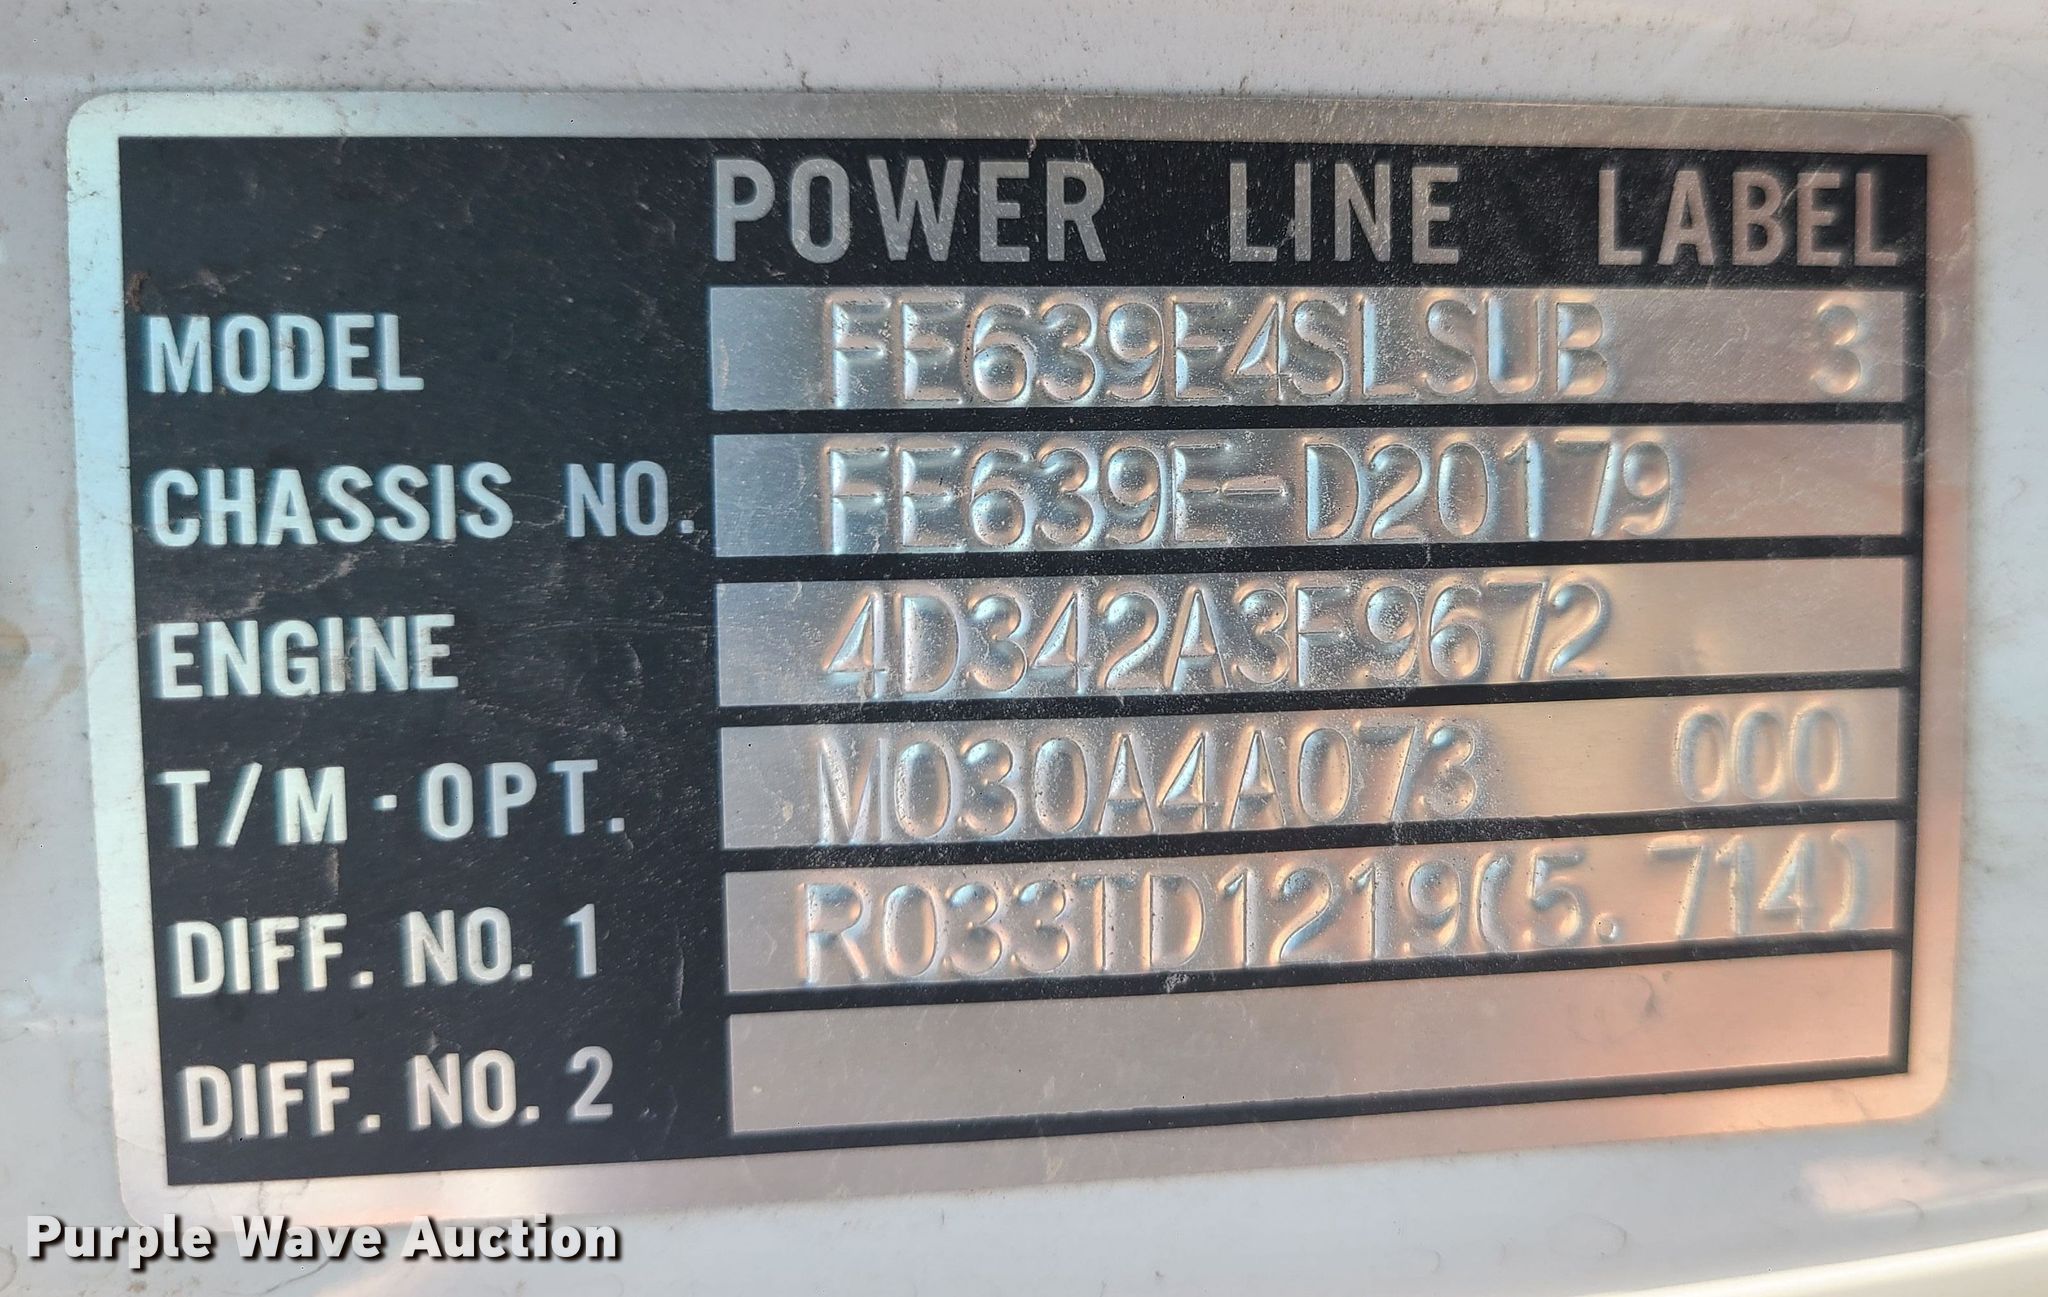 POWER LINE LABEL
MODEL FE639E4SLSUB 3
CHASSIS NO. FE639E-D20179
ENGINE 4D342A3F9672
T/M·OPT. M030A4A073 000
DIFF. NO. 1 R033TD1219(5.714)
DIFF. NO. 2
Purple Wave Auction